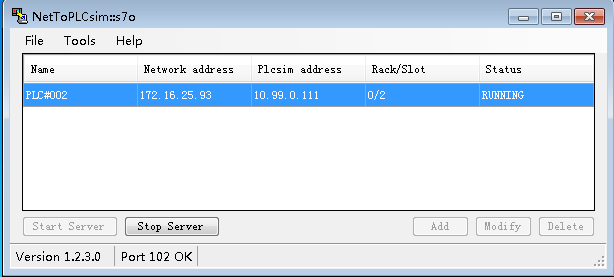 NetToPLCsim::s7o
File Tools Help
Name Network address Plcsim address Rack/Slot Status
PLC#002 172.16.25.93 10.99.0.111 0/2 RUNNING
Start Server Stop Server Add Modify Delete
Version 1.2.3.0 Port 102 OK